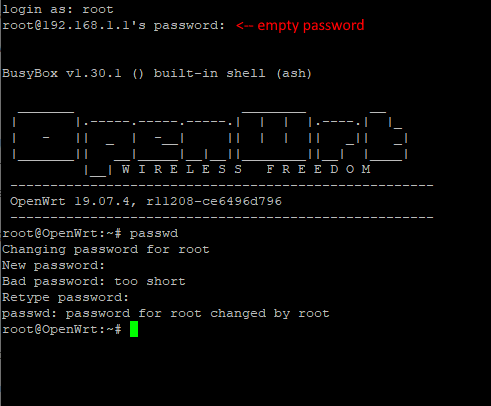 login as: root
root@192.168.1.1's password: <-- empty password
BusyBox v1.30.1 () built-in shell (ash)
W I R E L E S S   F R E E D O M
OpenWrt 19.07.4, r11208-ce6496d796
root@OpenWrt:~# passwd
Changing password for root
New password:
Bad password: too short
Retype password:
passwd: password for root changed by root
root@OpenWrt:~#